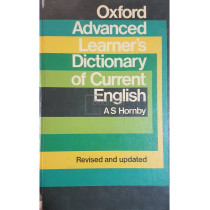 Oxford
Advanced
Learner's
Dictionary
of Current
English
A S Hornby
Revised and updated